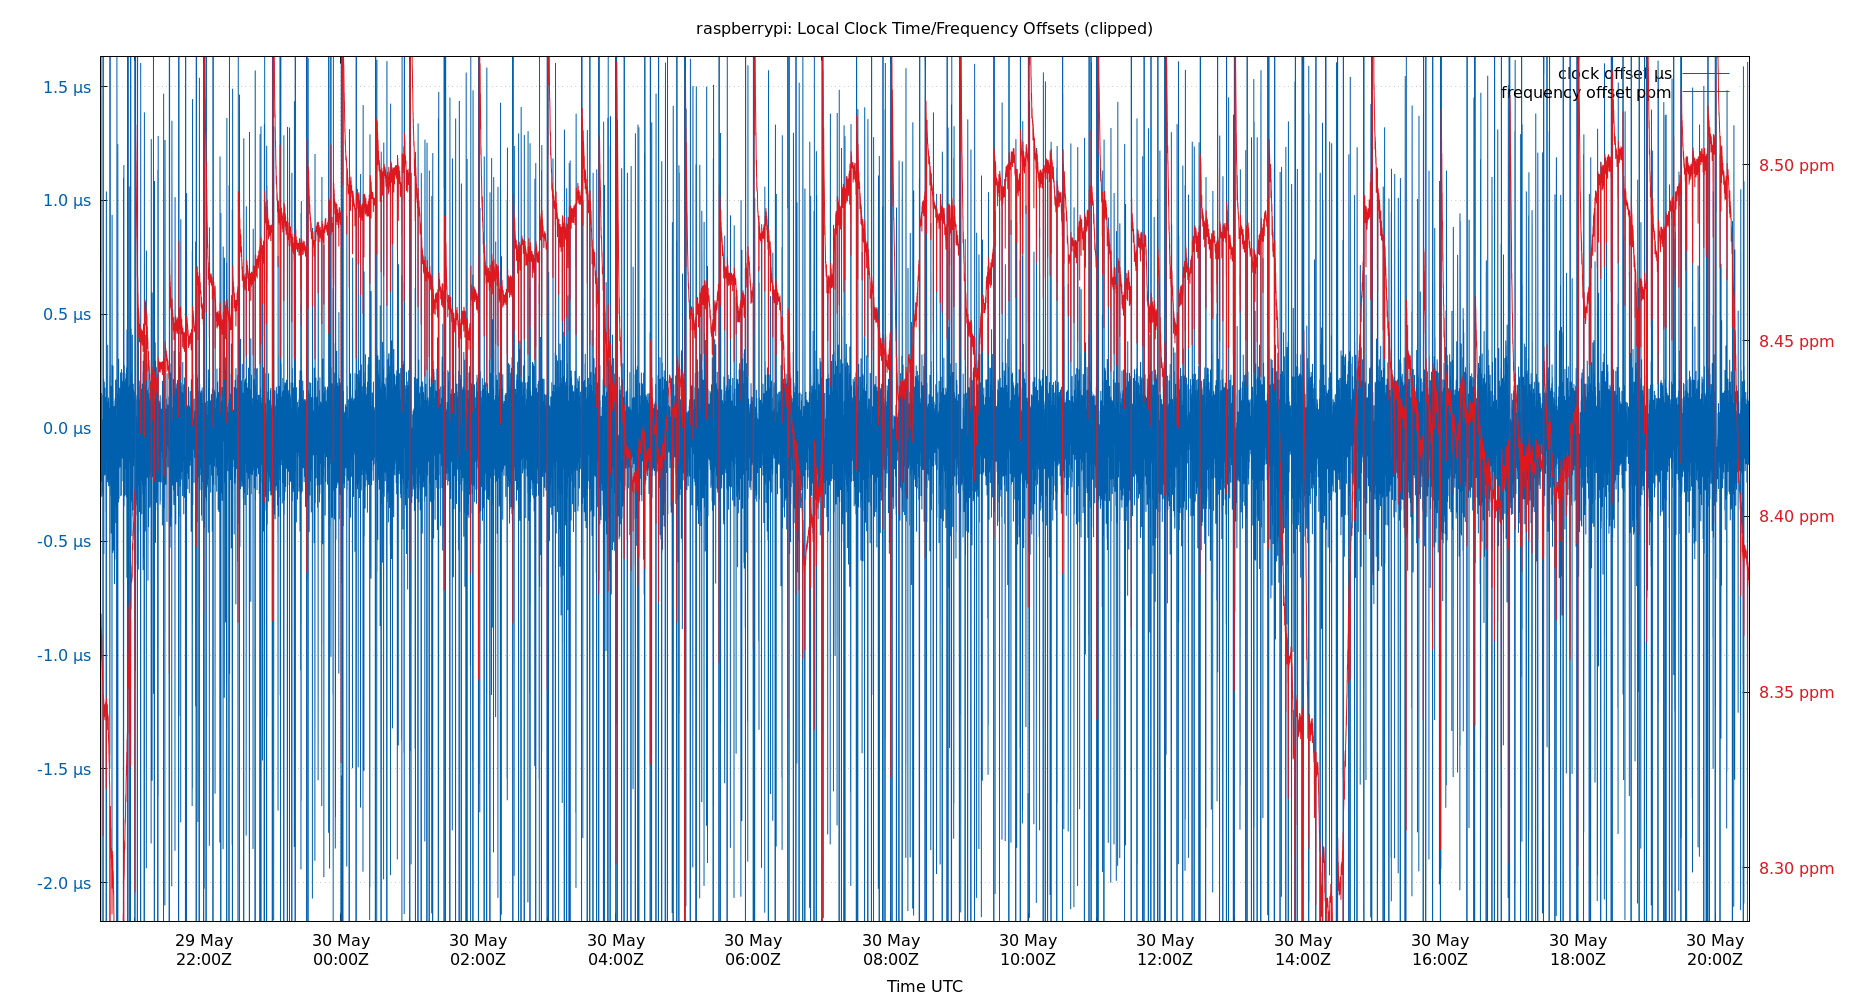 raspberrypi: Local Clock Time/Frequency Offsets (clipped)
clock offset µs
frequency offset ppm
1.5 µs
1.0 µs
0.5 µs
0.0 µs
-0.5 µs
-1.0 µs
-1.5 µs
-2.0 µs
8.50 ppm
8.45 ppm
8.40 ppm
8.35 ppm
8.30 ppm
29 May 30 May 30 May 30 May 30 May 30 May 30 May 30 May 30 May 30 May 30 May 30 May
22:00Z 00:00Z 02:00Z 04:00Z 06:00Z 08:00Z 10:00Z 12:00Z 14:00Z 16:00Z 18:00Z 20:00Z
Time UTC